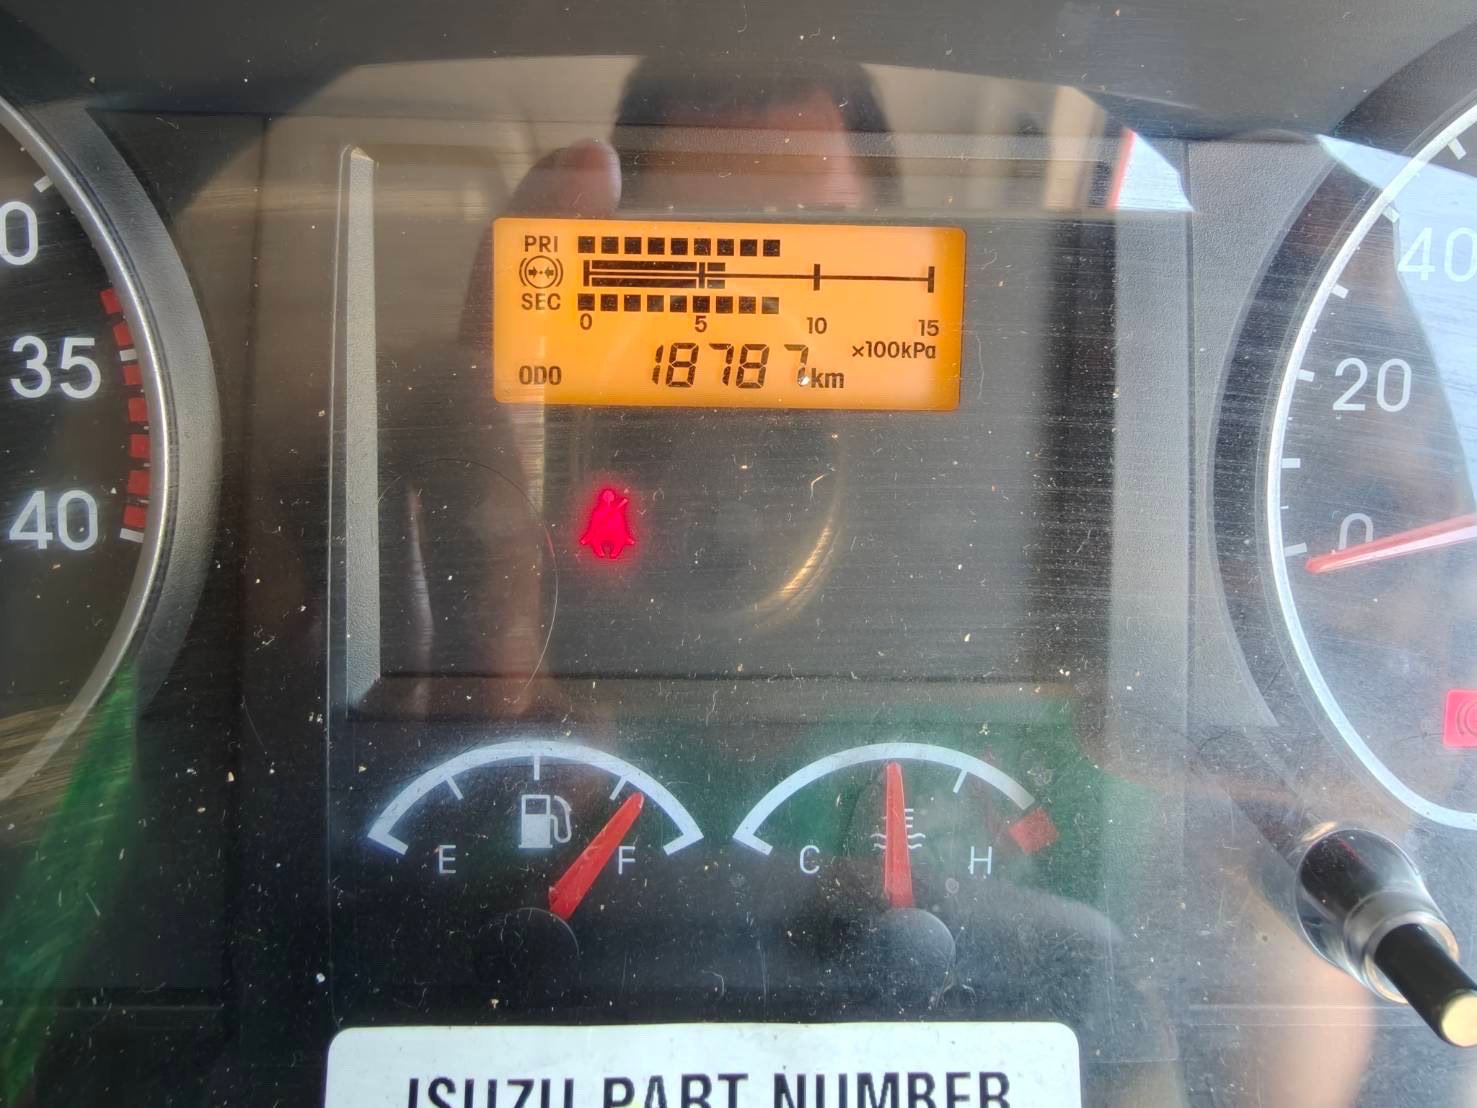 PRI
SEC
0 5 10 15
×100kPa
ODO 18787 km
0
35
40
40
20
0
E F
C H
ISUZU PART NUMBER